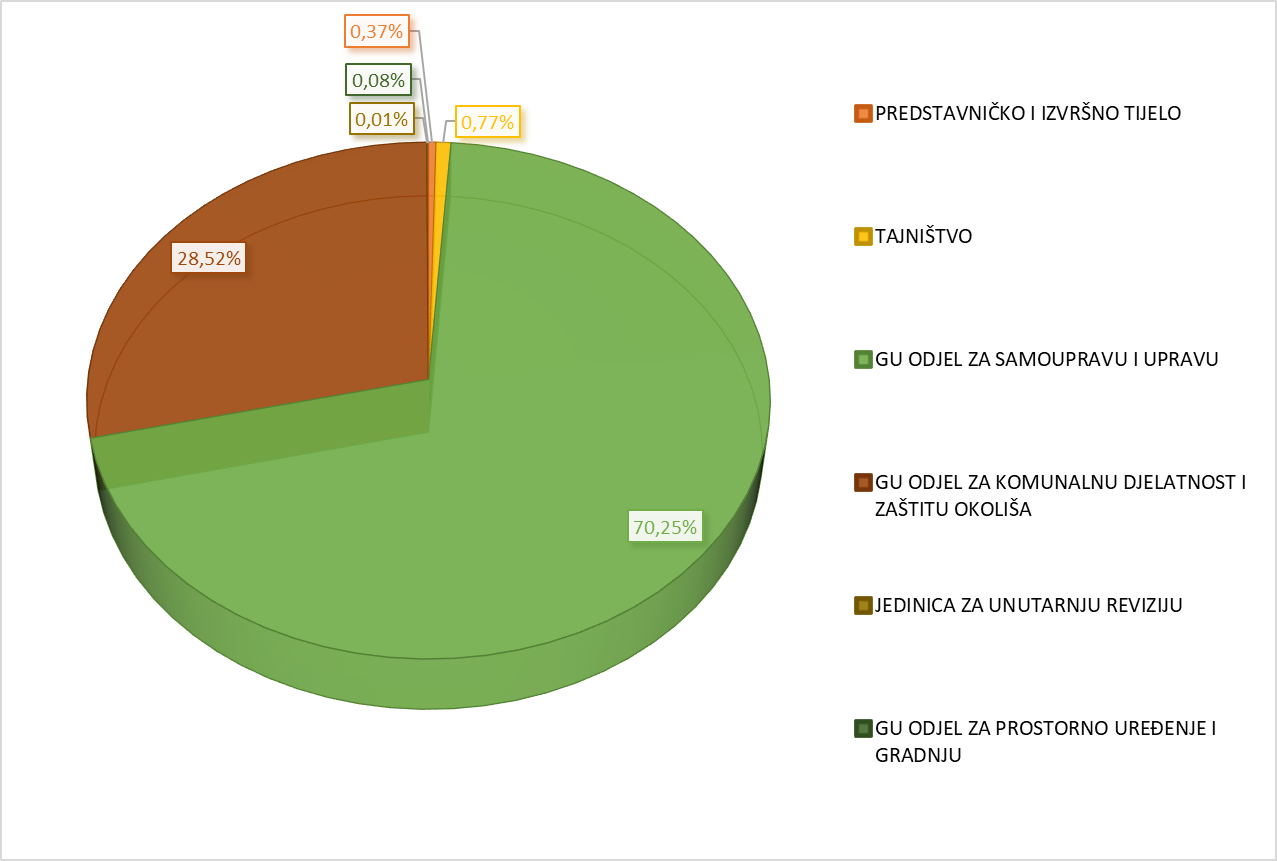 0,37%
0,08%
0,01%
0,77%
28,52%
70,25%
PREDSTAVNIČKO I IZVRŠNO TIJELO
TAJNIŠTVO
GU ODJEL ZA SAMOUPRAVU I UPRAVU
GU ODJEL ZA KOMUNALNU DJELATNOST I
ZAŠTITU OKOLIŠA
JEDINICA ZA UNUTARNJU REVIZIJU
GU ODJEL ZA PROSTORNO UREĐENJE I
GRADNJU